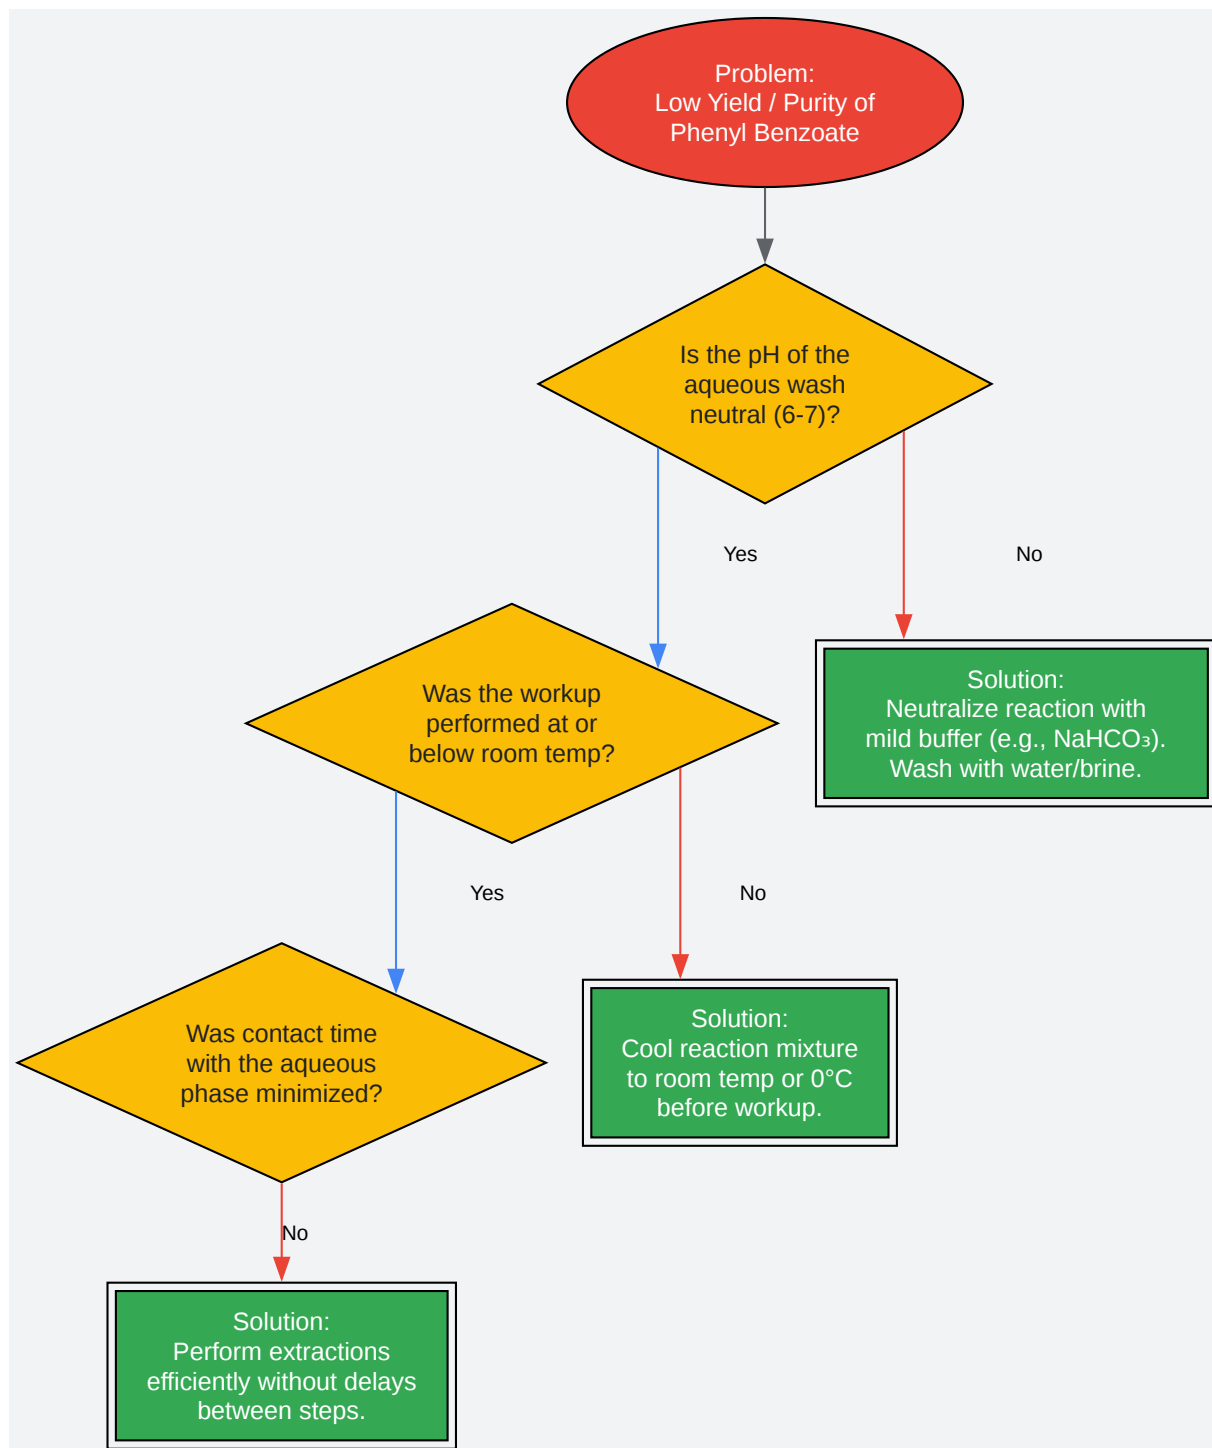 Problem:
Low Yield / Purity of
Phenyl Benzoate
Is the pH of the
aqueous wash
neutral (6-7)?
Yes
No
Solution:
Neutralize reaction with
mild buffer (e.g., NaHCO₃).
Wash with water/brine.
Was the workup
performed at or
below room temp?
Yes
No
Solution:
Cool reaction mixture
to room temp or 0°C
before workup.
Was contact time
with the aqueous
phase minimized?
No
Solution:
Perform extractions
efficiently without delays
between steps.